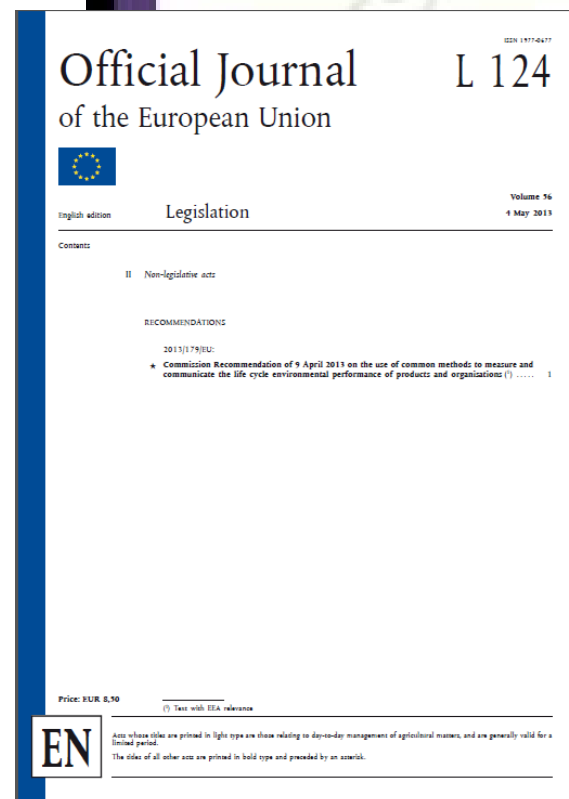 ISSN 1977-0677
Official Journal
L 124
of the European Union
Volume 56
English edition
Legislation
4 May 2013
Contents
II Non-legislative acts
RECOMMENDATIONS
2013/179/EU:
★ Commission Recommendation of 9 April 2013 on the use of common methods to measure and
communicate the life cycle environmental performance of products and organisations (¹) ..... 1
Price: EUR 8,50
(¹) Text with EEA relevance
EN
Acts whose titles are printed in light type are those relating to day-to-day management of agricultural matters, and are generally valid for a
limited period.
The titles of all other acts are printed in bold type and preceded by an asterisk.